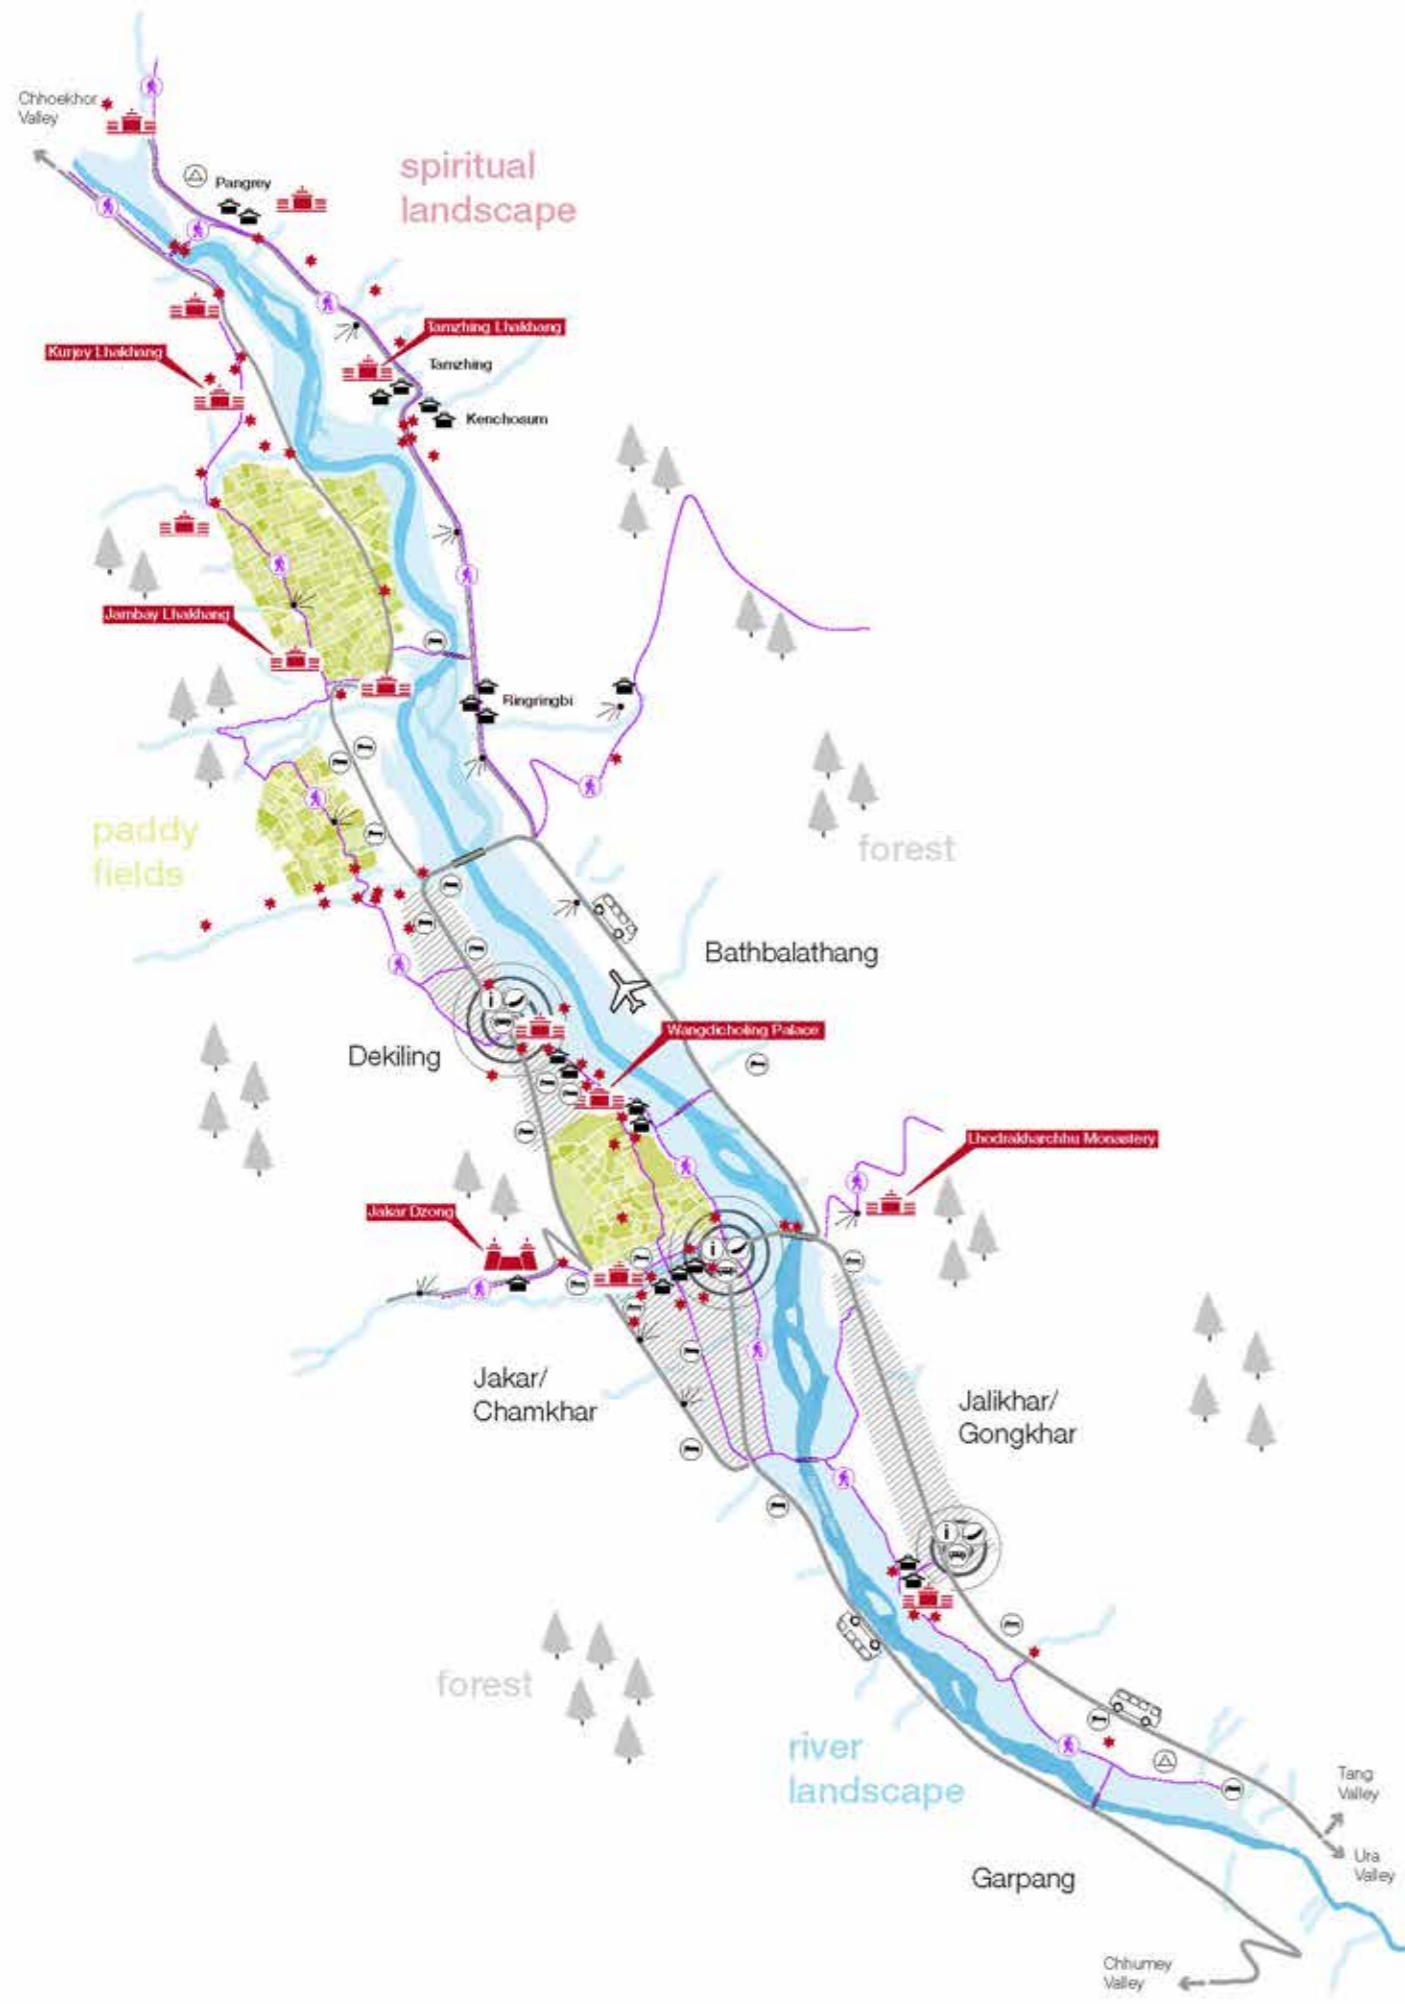 Chhoekhor
Valley
Pangrey
spiritual
landscape
Tamzhing Lhakhang
Kurjey Lhakhang
Tamzhing
Kenchosum
Jambay Lhakhang
Ringringbi
paddy
fields
forest
Bathbalathang
i
Wangdicholing Palace
Dekiling
Lhodrakharchhu Monastery
Jakar Dzong
i
Jakar/
Chamkhar
Jalikhar/
Gongkhar
i
forest
river
landscape
Tang
Valley
Ura
Valley
Garpang
Chhumey
Valley